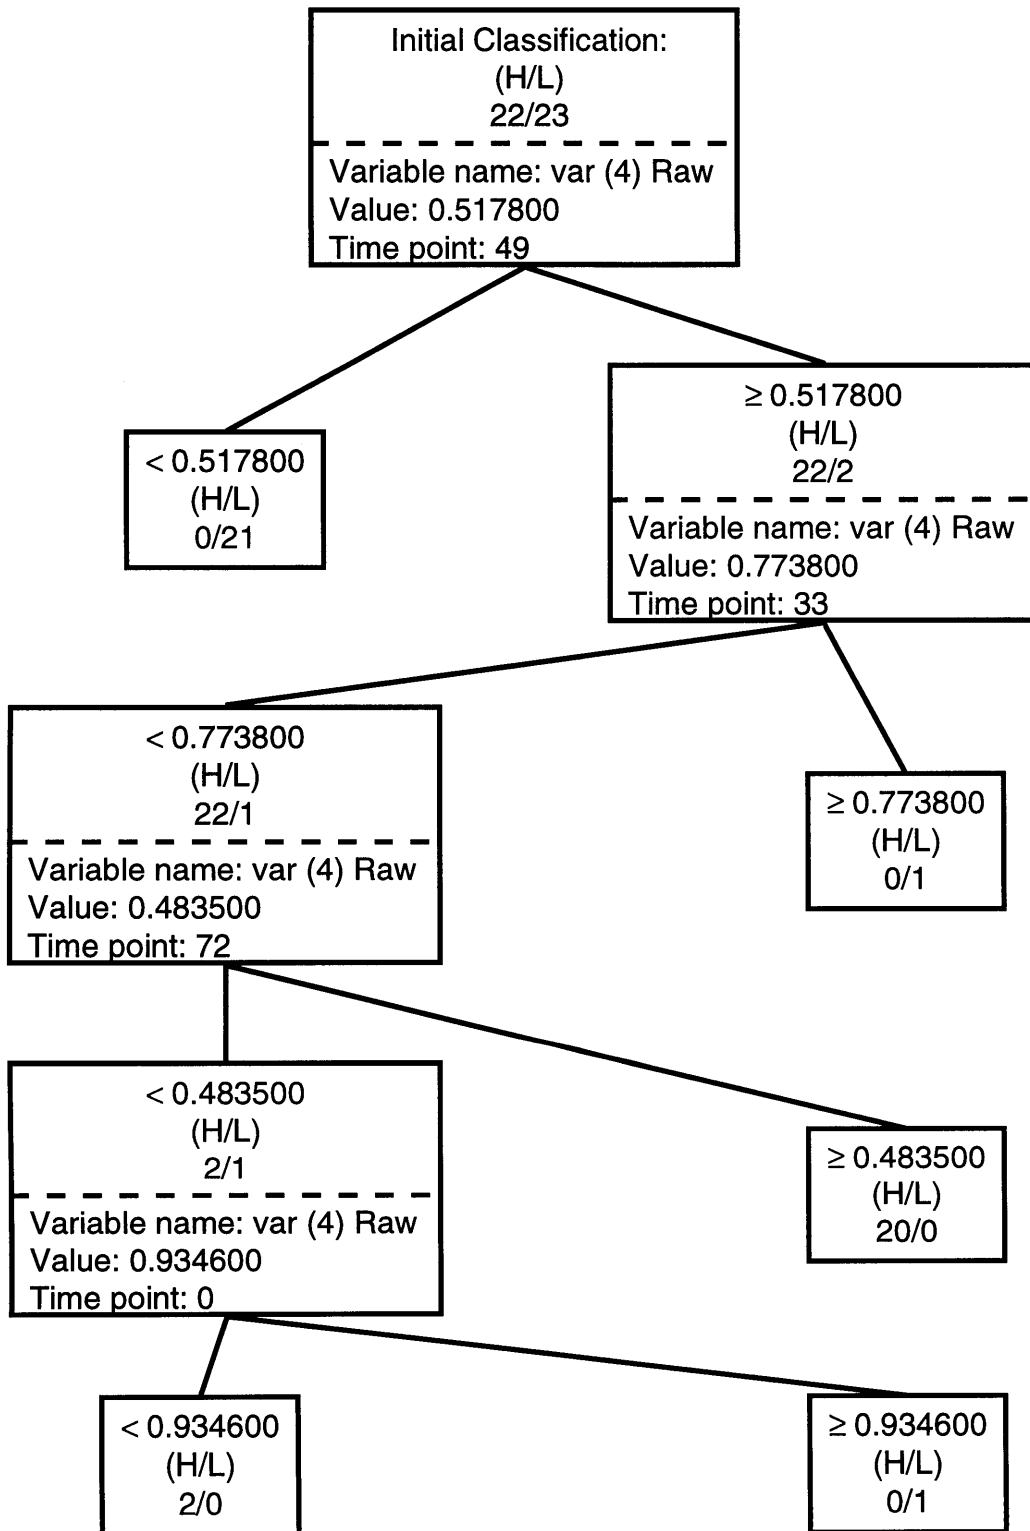 Initial Classification:
(H/L)
22/23
Variable name: var (4) Raw
Value: 0.517800
Time point: 49
< 0.517800
(H/L)
0/21
≥ 0.517800
(H/L)
22/2
Variable name: var (4) Raw
Value: 0.773800
Time point: 33
< 0.773800
(H/L)
22/1
Variable name: var (4) Raw
Value: 0.483500
Time point: 72
≥ 0.773800
(H/L)
0/1
< 0.483500
(H/L)
2/1
Variable name: var (4) Raw
Value: 0.934600
Time point: 0
≥ 0.483500
(H/L)
20/0
< 0.934600
(H/L)
2/0
≥ 0.934600
(H/L)
0/1